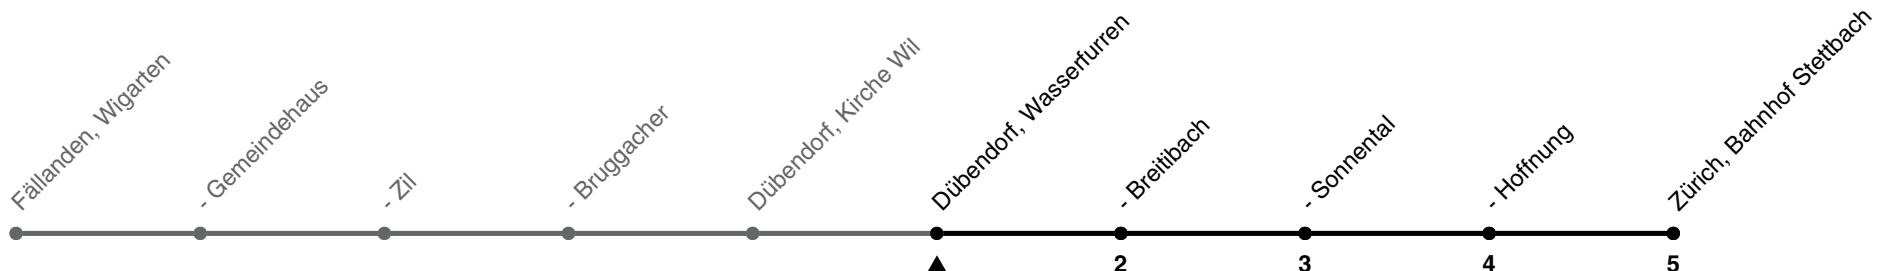 Fällanden, Wigarten
- Gemeindehaus
- Zil
- Bruggacher
Dübendorf, Kirche Wil
Dübendorf, Wasserfurren
- Breitibach
- Sonnental
- Hoffnung
Zürich, Bahnhof Stettbach
2 3 4 5